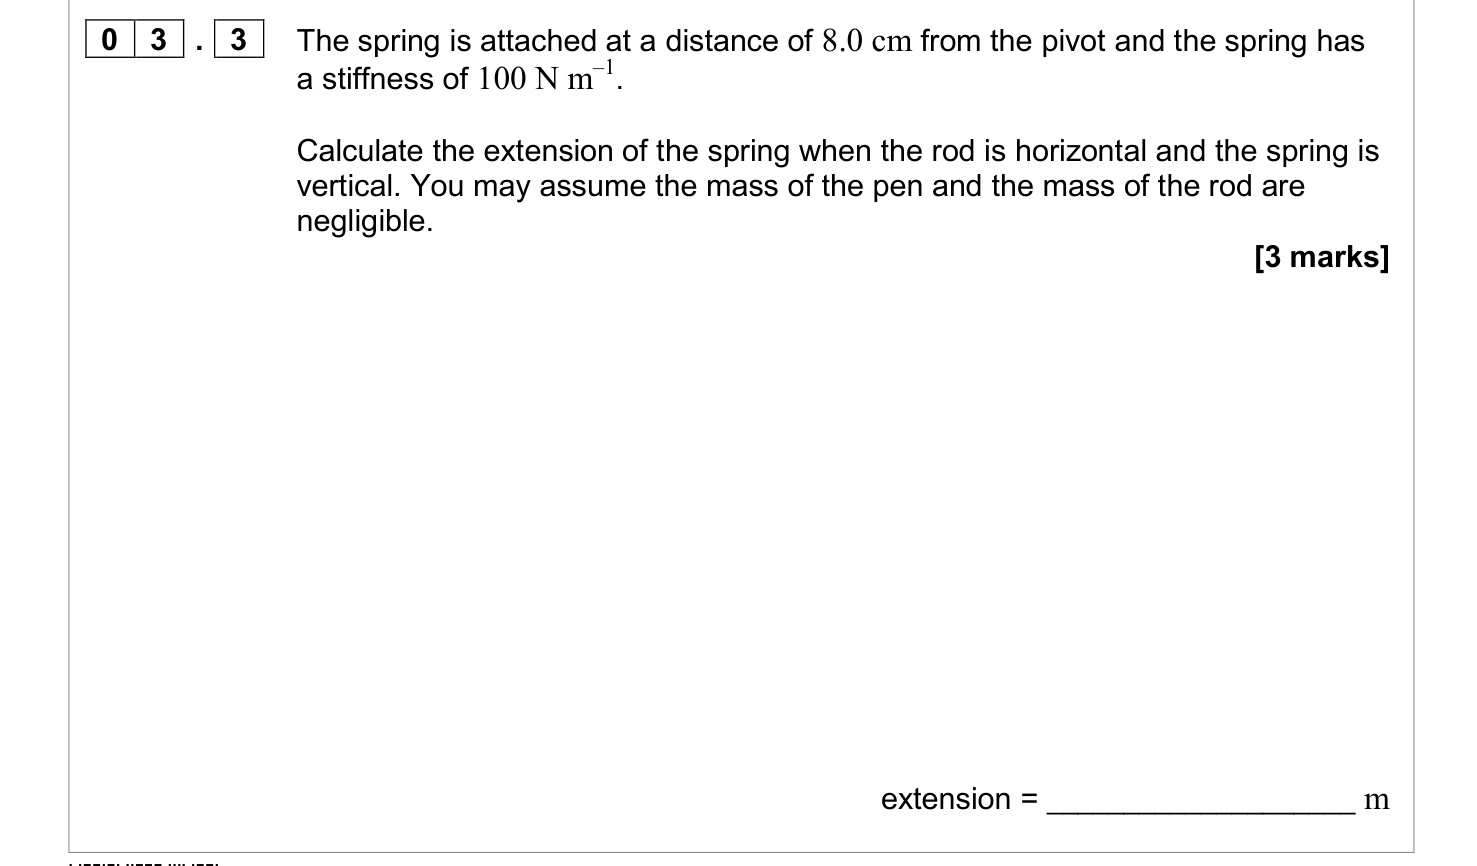 0 3 . 3 The spring is attached at a distance of 8.0 cm from the pivot and the spring has
a stiffness of 100 N m⁻¹.
Calculate the extension of the spring when the rod is horizontal and the spring is
vertical. You may assume the mass of the pen and the mass of the rod are
negligible.
[3 marks]
extension = ____________________ m